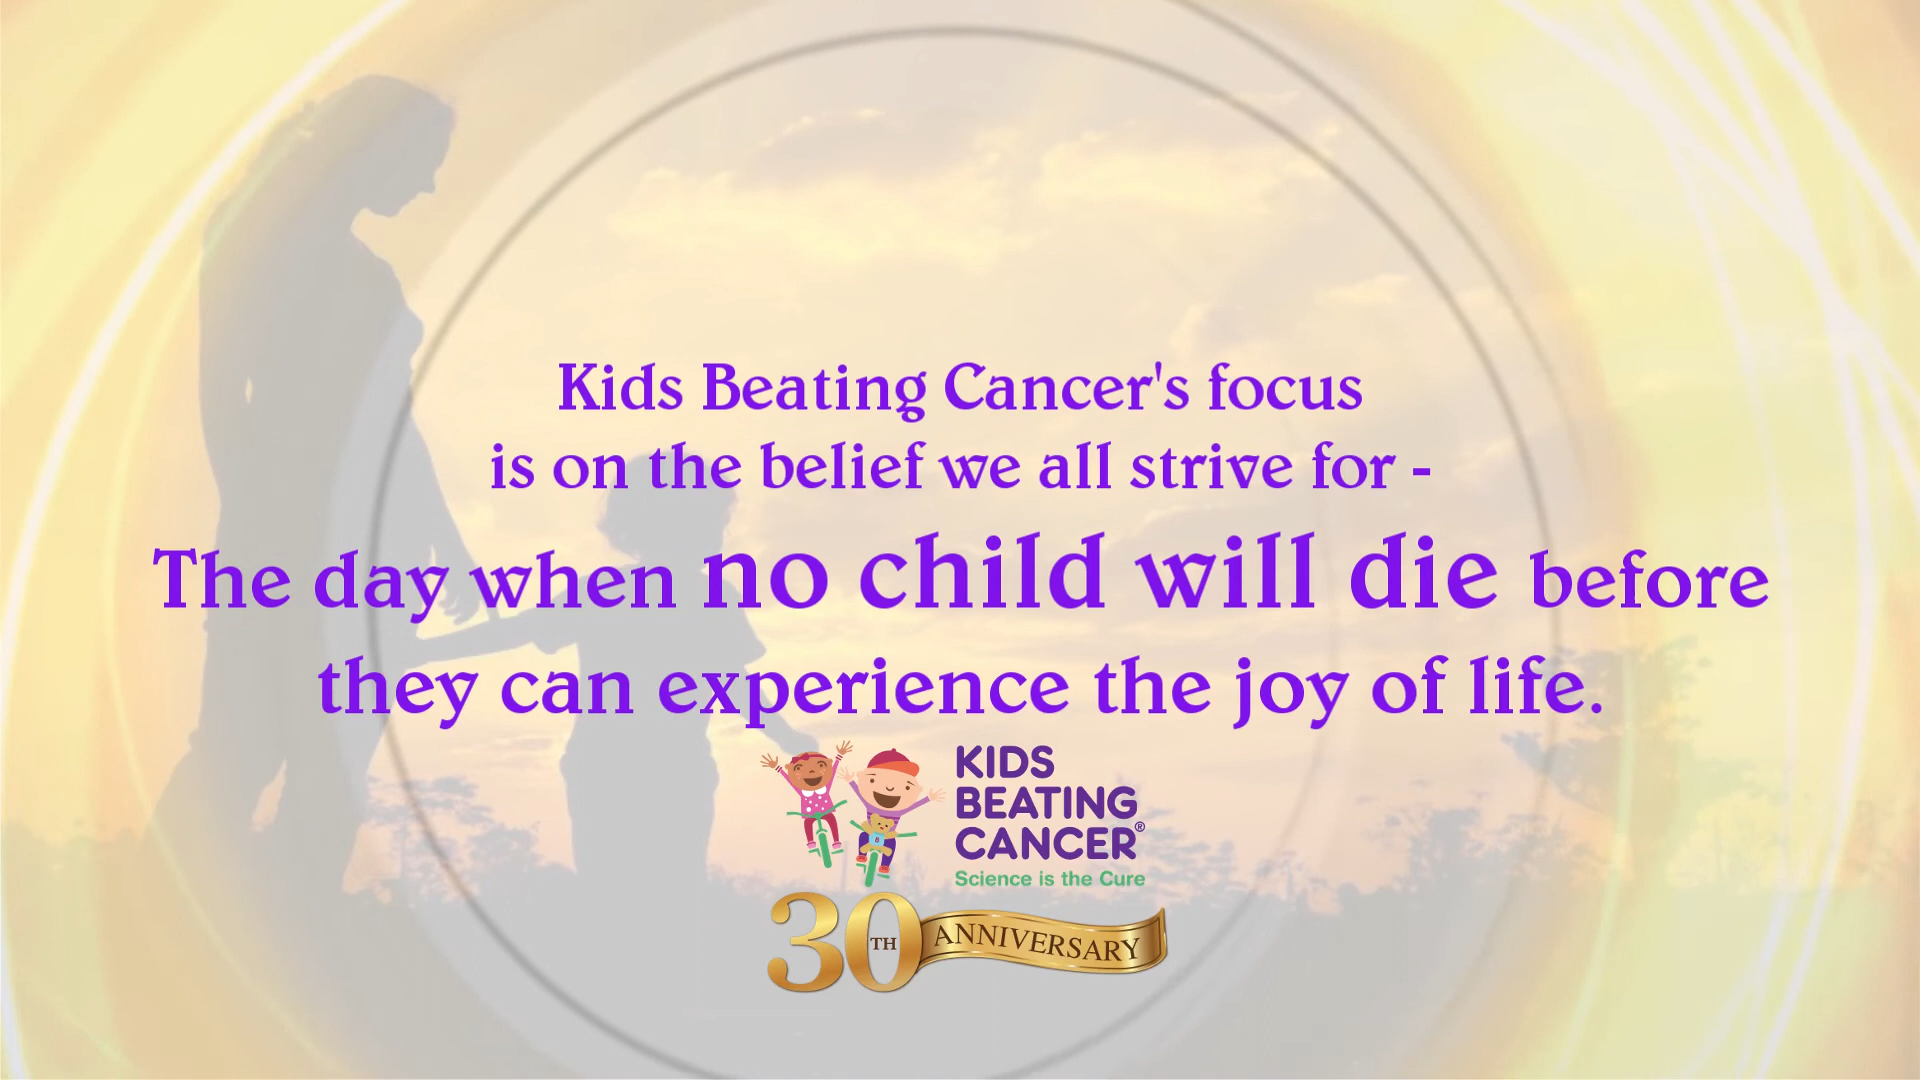 Kids Beating Cancer's focus
is on the belief we all strive for -
The day when no child will die before
they can experience the joy of life.
KIDS
BEATING
CANCER®
Science is the Cure
30TH ANNIVERSARY